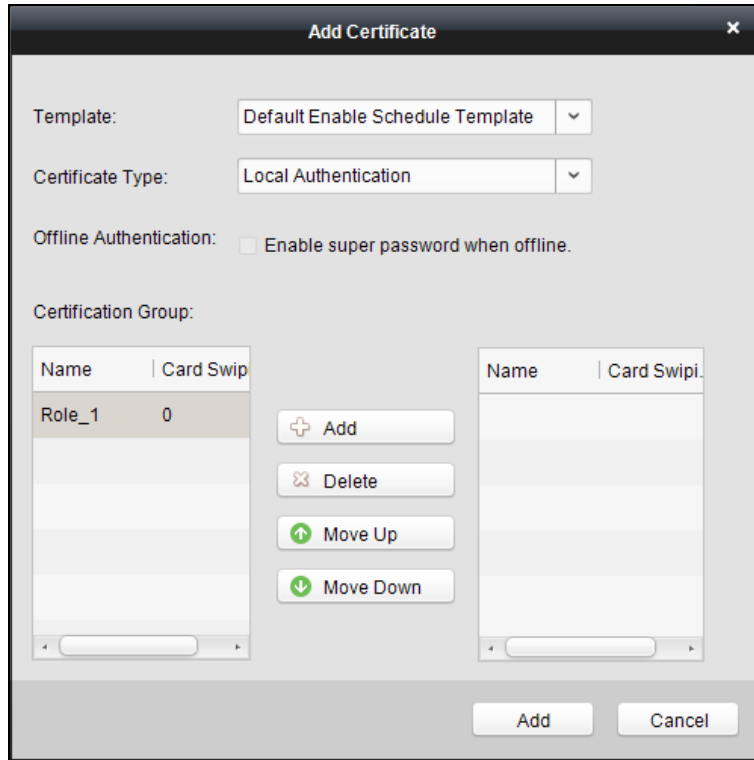 Add Certificate
Template: Default Enable Schedule Template
Certificate Type: Local Authentication
Offline Authentication: Enable super password when offline.
Certification Group:
Name Card Swipi Name Card Swipi.
Role_1 0
Add
Delete
Move Up
Move Down
Add Cancel